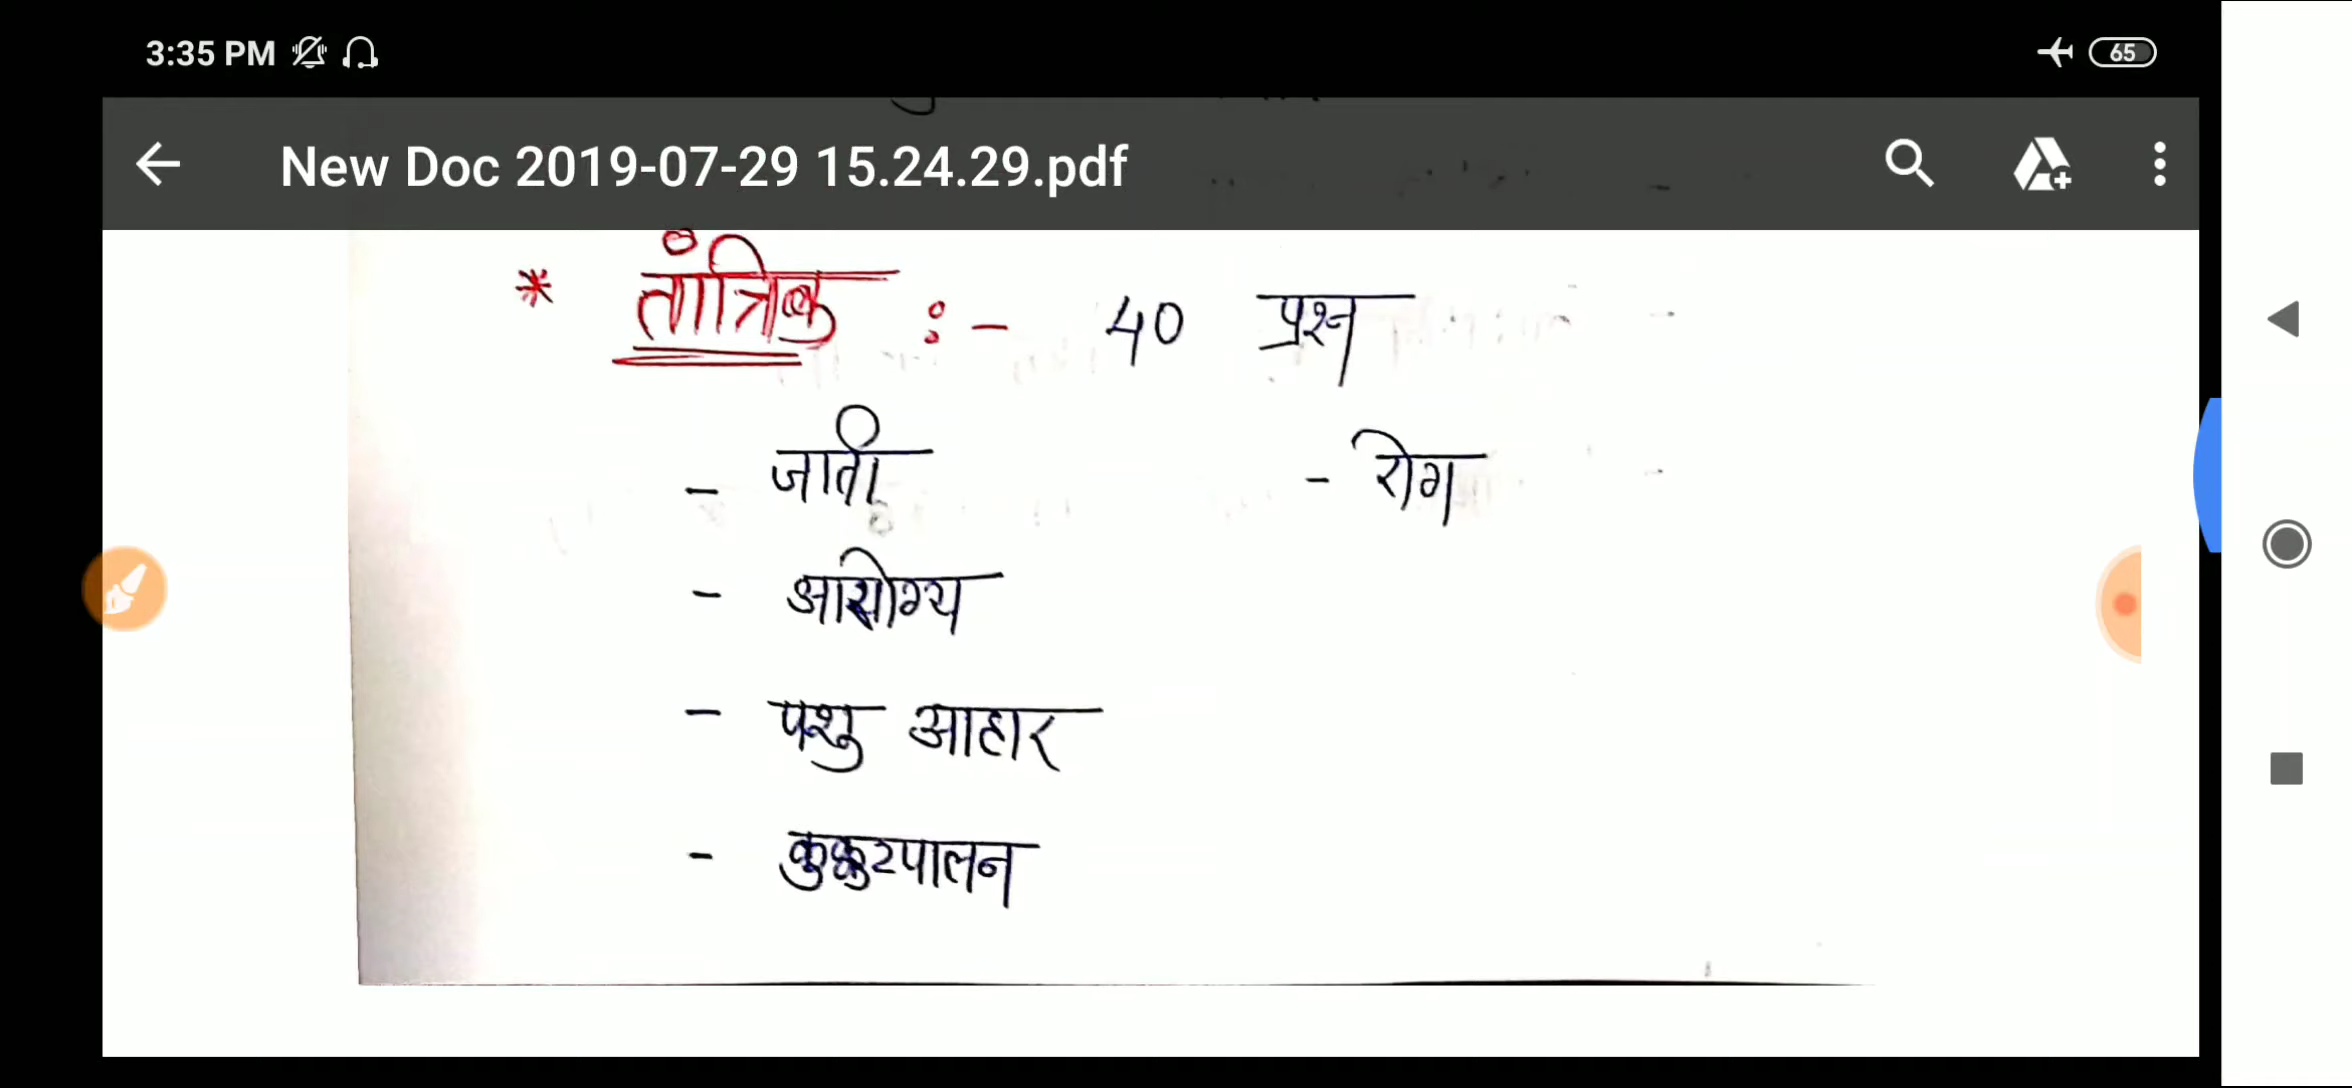 3:35 PM
65
New Doc 2019-07-29 15.24.29.pdf
* तांत्रिक :- 40 प्रश्न
- जाती - रोग
- आरोग्य
- पशु आहार
- कुक्कुटपालन